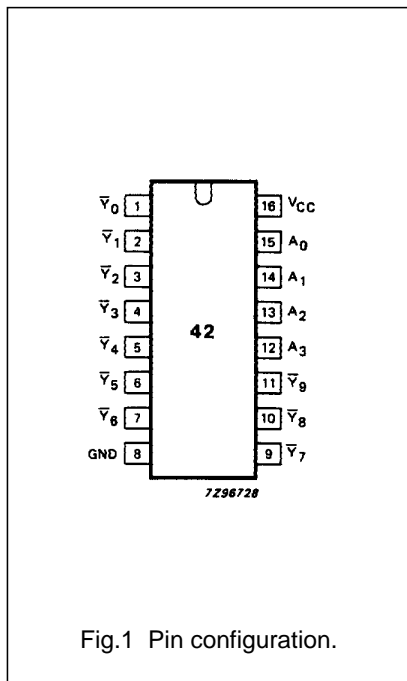 Y̅0 1 16 VCC
Y̅1 2 15 A0
Y̅2 3 14 A1
Y̅3 4 13 A2
42
Y̅4 5 12 A3
Y̅5 6 11 Y̅9
Y̅6 7 10 Y̅8
GND 8 9 Y̅7
7Z96728
Fig.1 Pin configuration.